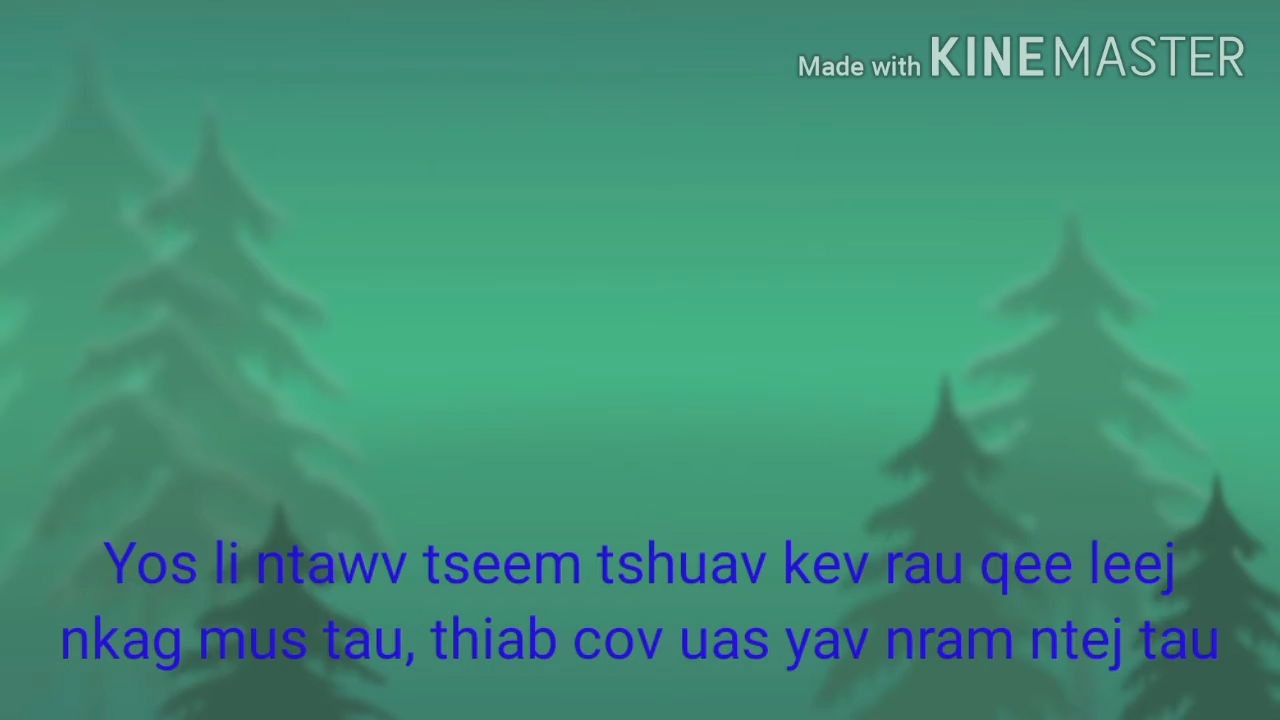 Made with KINEMASTER
Yos li ntawv tseem tshuav kev rau qee leej
nkag mus tau, thiab cov uas yav nram ntej tau